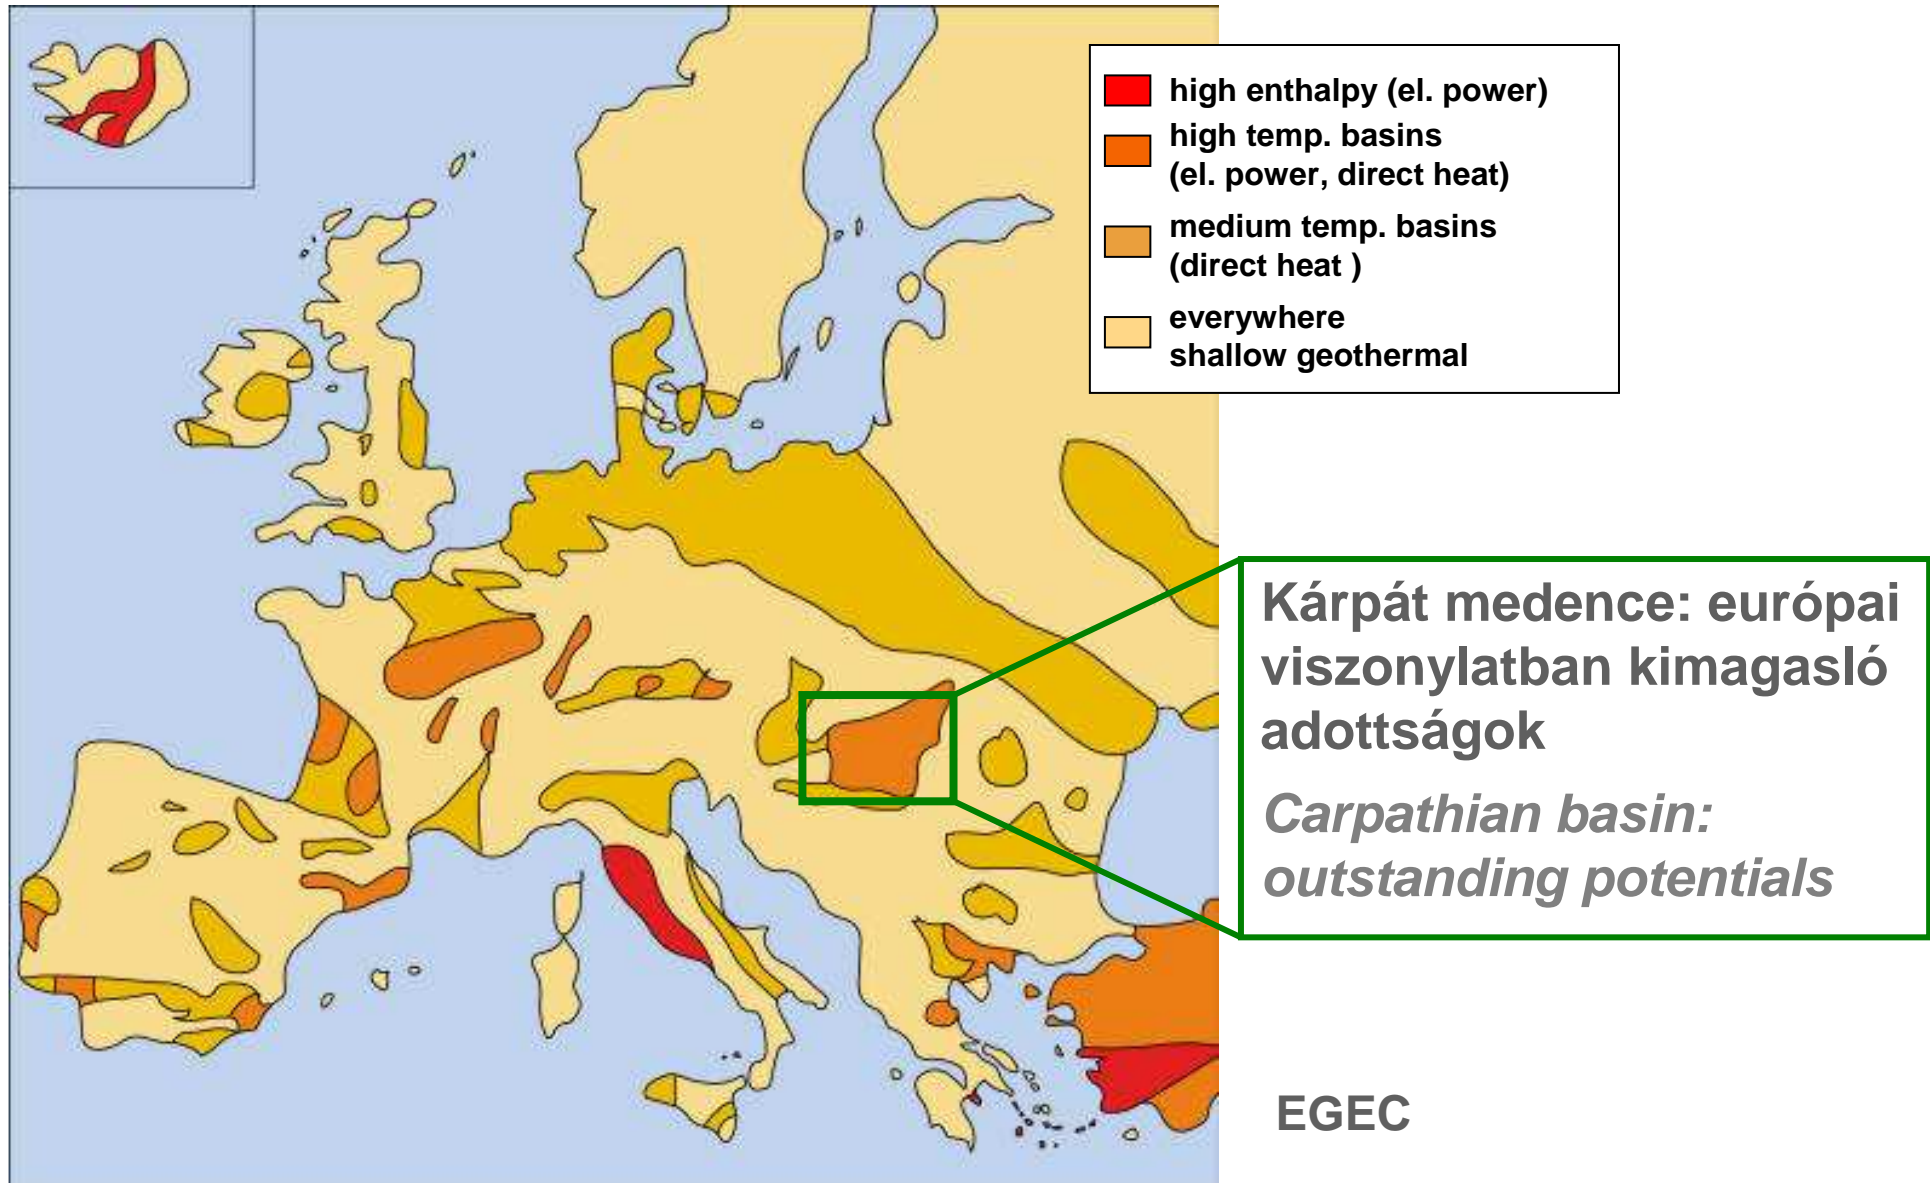 high enthalpy (el. power)
high temp. basins
(el. power, direct heat)
medium temp. basins
(direct heat )
everywhere
shallow geothermal
Kárpát medence: európai
viszonylatban kimagasló
adottságok
Carpathian basin:
outstanding potentials
EGEC